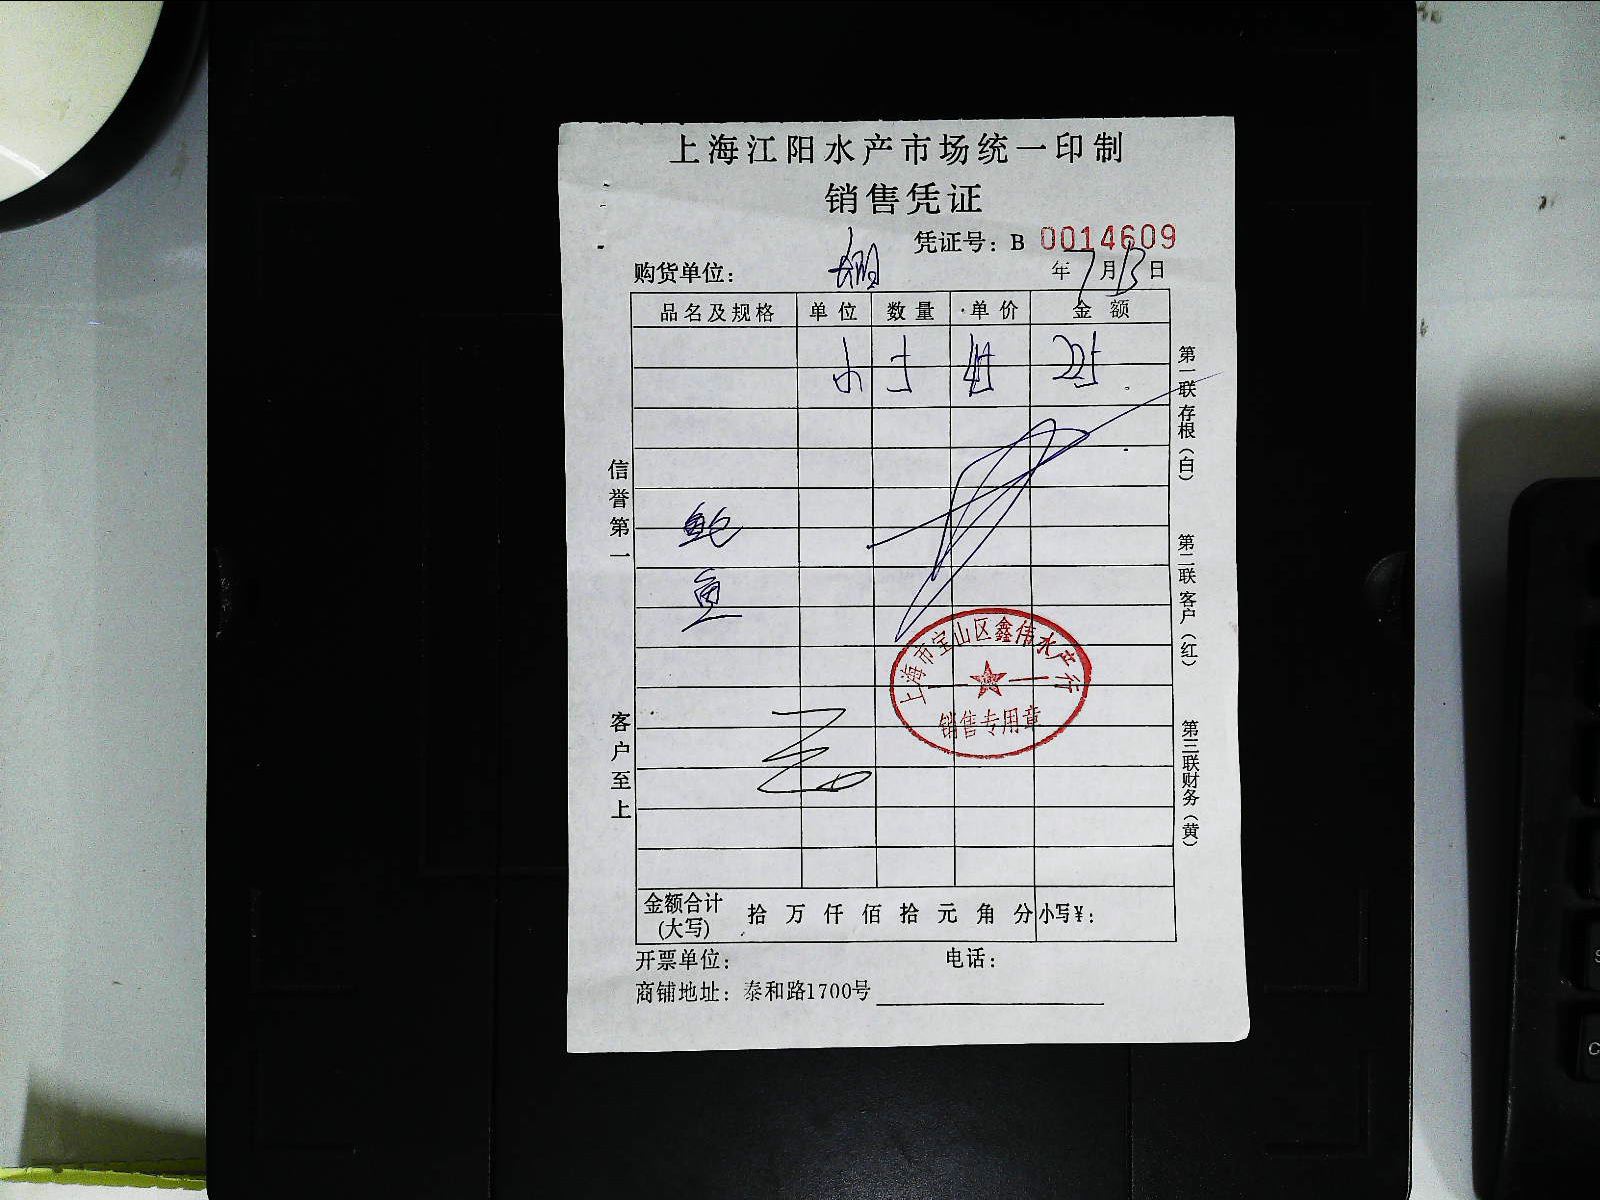 上海江阳水产市场统一印制
销售凭证
凭证号：B 0014609
购货单位： 年7月13日
品名及规格 单位 数量 单价 金额
小 5 45 225
鲍
鱼
上海市宝山区鑫伟水产行
销售专用章
信誉第一
客户至上
第一联存根（白）
第二联客户（红）
第三联财务（黄）
金额合计(大写) 拾 万 仟 佰 拾 元 角 分 小写¥：
开票单位： 电话：
商铺地址：泰和路1700号